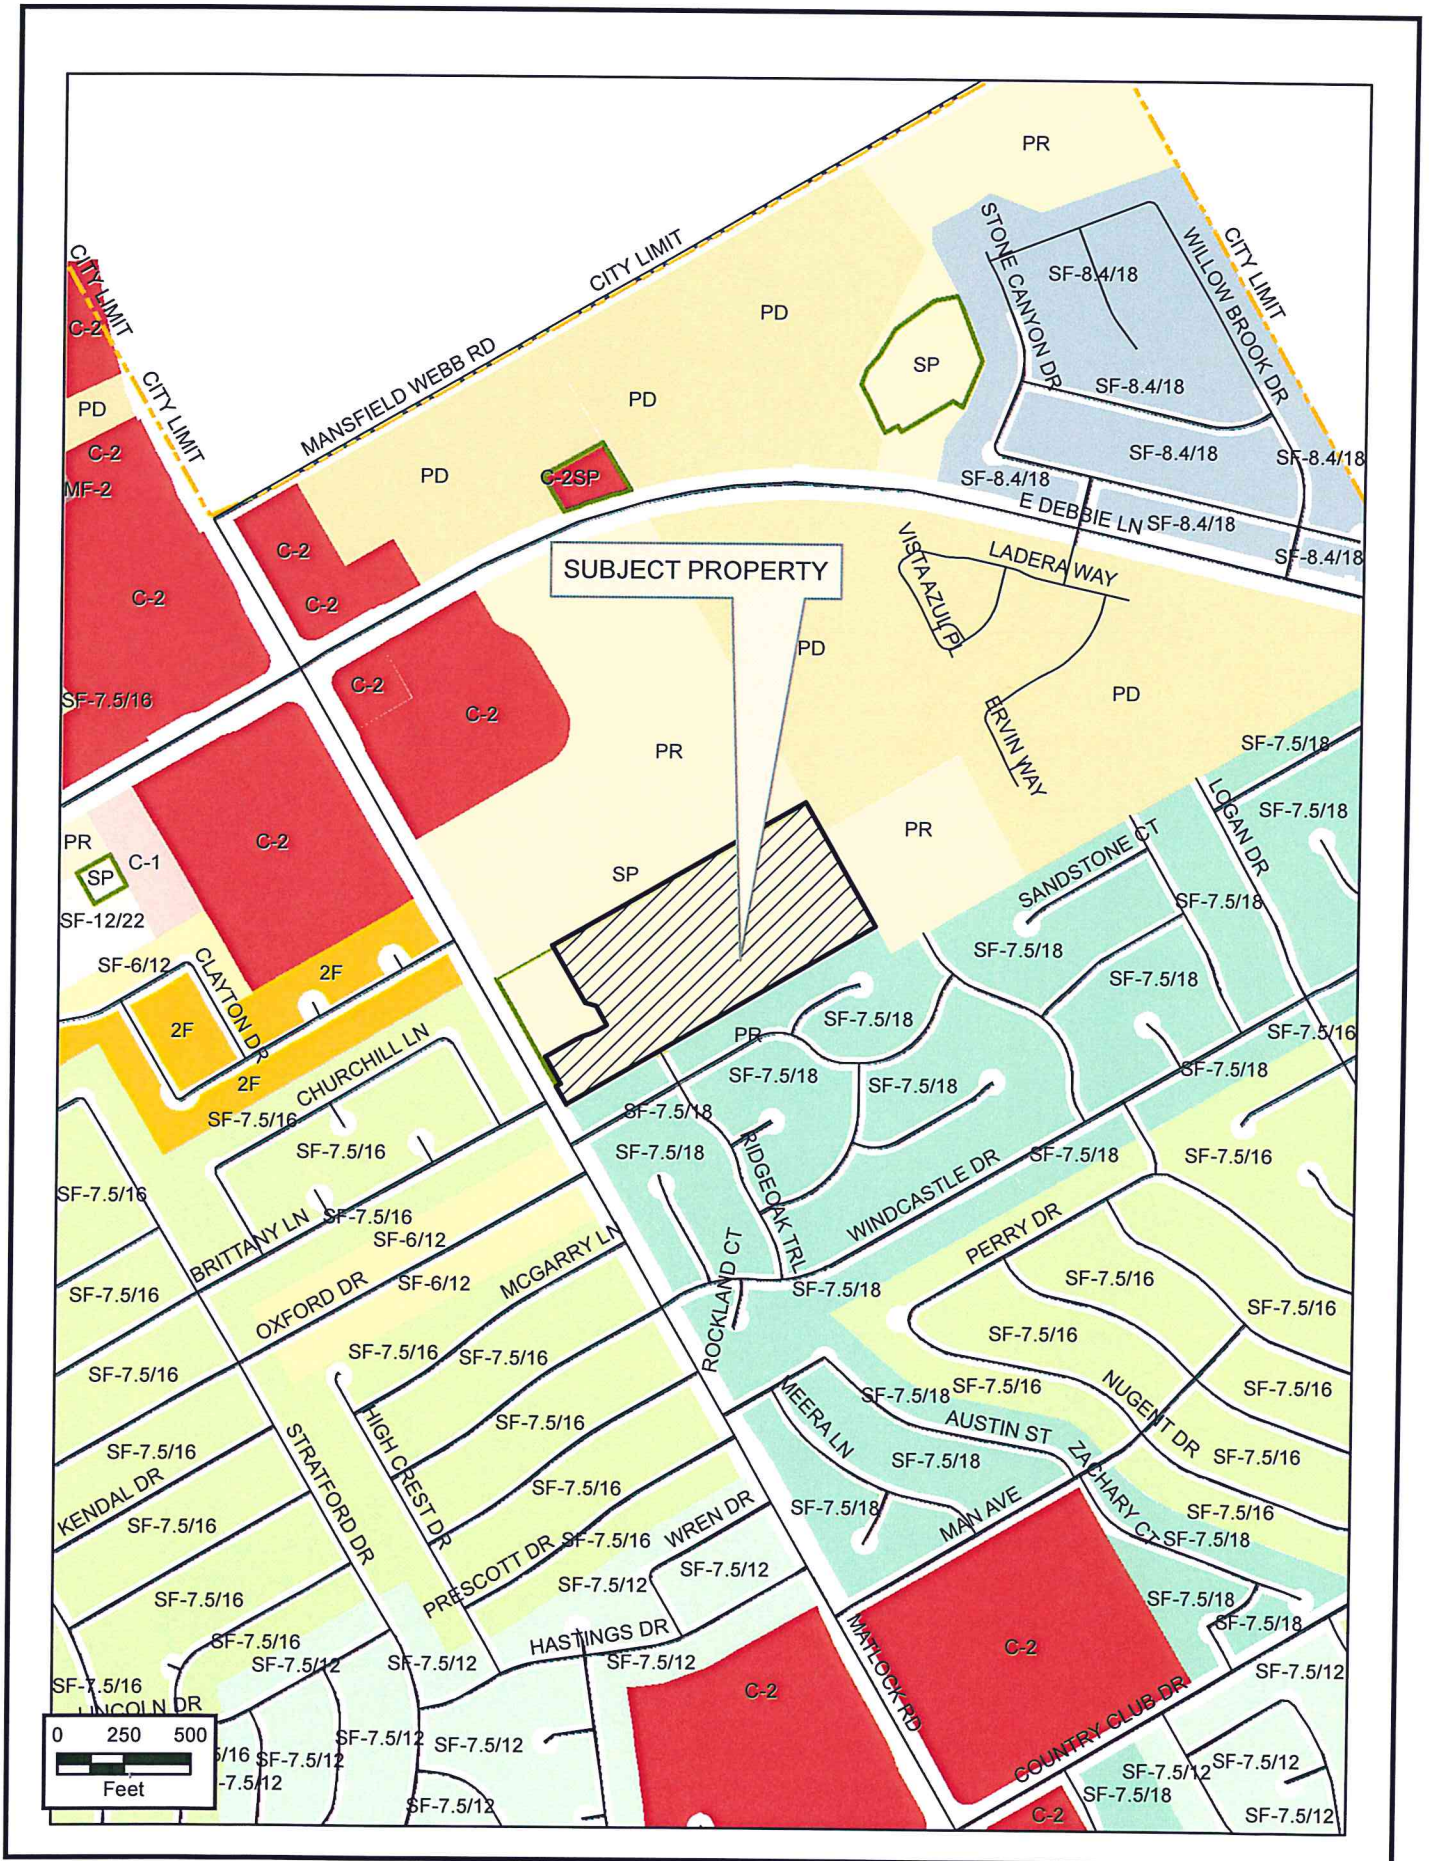 PR
CITY LIMIT
STONE CANYON DR
WILLOW BROOK DR
CITY LIMIT
SF-8.4/18
CITY LIMIT
C-2
PD
SP
MANSFIELD WEBB RD
CITY LIMIT
PD
SF-8.4/18
PD
C-2
MF-2
PD
C-2SP
SF-8.4/18
SF-8.4/18
SF-8.4/18
E DEBBIE LN
SF-8.4/18
SF-8.4/18
C-2
VISTA AZUL PL
LADERA WAY
SUBJECT PROPERTY
C-2
C-2
PD
SF-7.5/16
C-2
C-2
PD
ERVIN WAY
PR
SF-7.5/18
LOGAN DR
SF-7.5/18
PR
C-2
PR
C-1
SP
SP
SANDSTONE CT
SF-7.5/18
SF-12/22
SF-7.5/18
SF-6/12
CLAYTON DR
2F
SF-7.5/18
2F
SF-7.5/18
PR
SF-7.5/16
CHURCHILL LN
2F
SF-7.5/18
SF-7.5/18
SF-7.5/18
SF-7.5/16
SF-7.5/18
SF-7.5/16
SF-7.5/18
SF-7.5/18
SF-7.5/16
SF-7.5/16
RIDGEOAK TRL
WINDCASTLE DR
BRITTANY LN
SF-7.5/16
SF-6/12
PERRY DR
MCGARRY LN
SF-7.5/16
SF-6/12
OXFORD DR
ROCKLAND CT
SF-7.5/18
SF-7.5/16
SF-7.5/16
SF-7.5/16
SF-7.5/16
SF-7.5/16
SF-7.5/16
SF-7.5/18
SF-7.5/16
NUGENT DR
SF-7.5/16
MEERA LN
AUSTIN ST
SF-7.5/16
HIGH CREST DR
STRATFORD DR
SF-7.5/16
SF-7.5/18
ZACHARY CT
SF-7.5/16
KENDAL DR
SF-7.5/16
SF-7.5/18
MAN AVE
SF-7.5/16
SF-7.5/16
WREN DR
SF-7.5/16
SF-7.5/18
PRESCOTT DR
SF-7.5/12
SF-7.5/12
SF-7.5/16
SF-7.5/18
SF-7.5/18
HASTINGS DR
MATLOCK RD
SF-7.5/16
SF-7.5/12
SF-7.5/12
SF-7.5/12
C-2
SF-7.5/12
SF-7.5/16
C-2
LINCOLN DR
COUNTRY CLUB DR
0 250 500
Feet
5/16
SF-7.5/12
SF-7.5/12
SF-7.5/12
-7.5/12
SF-7.5/12
SF-7.5/12
SF-7.5/12
SF-7.5/18
C-2
SF-7.5/12